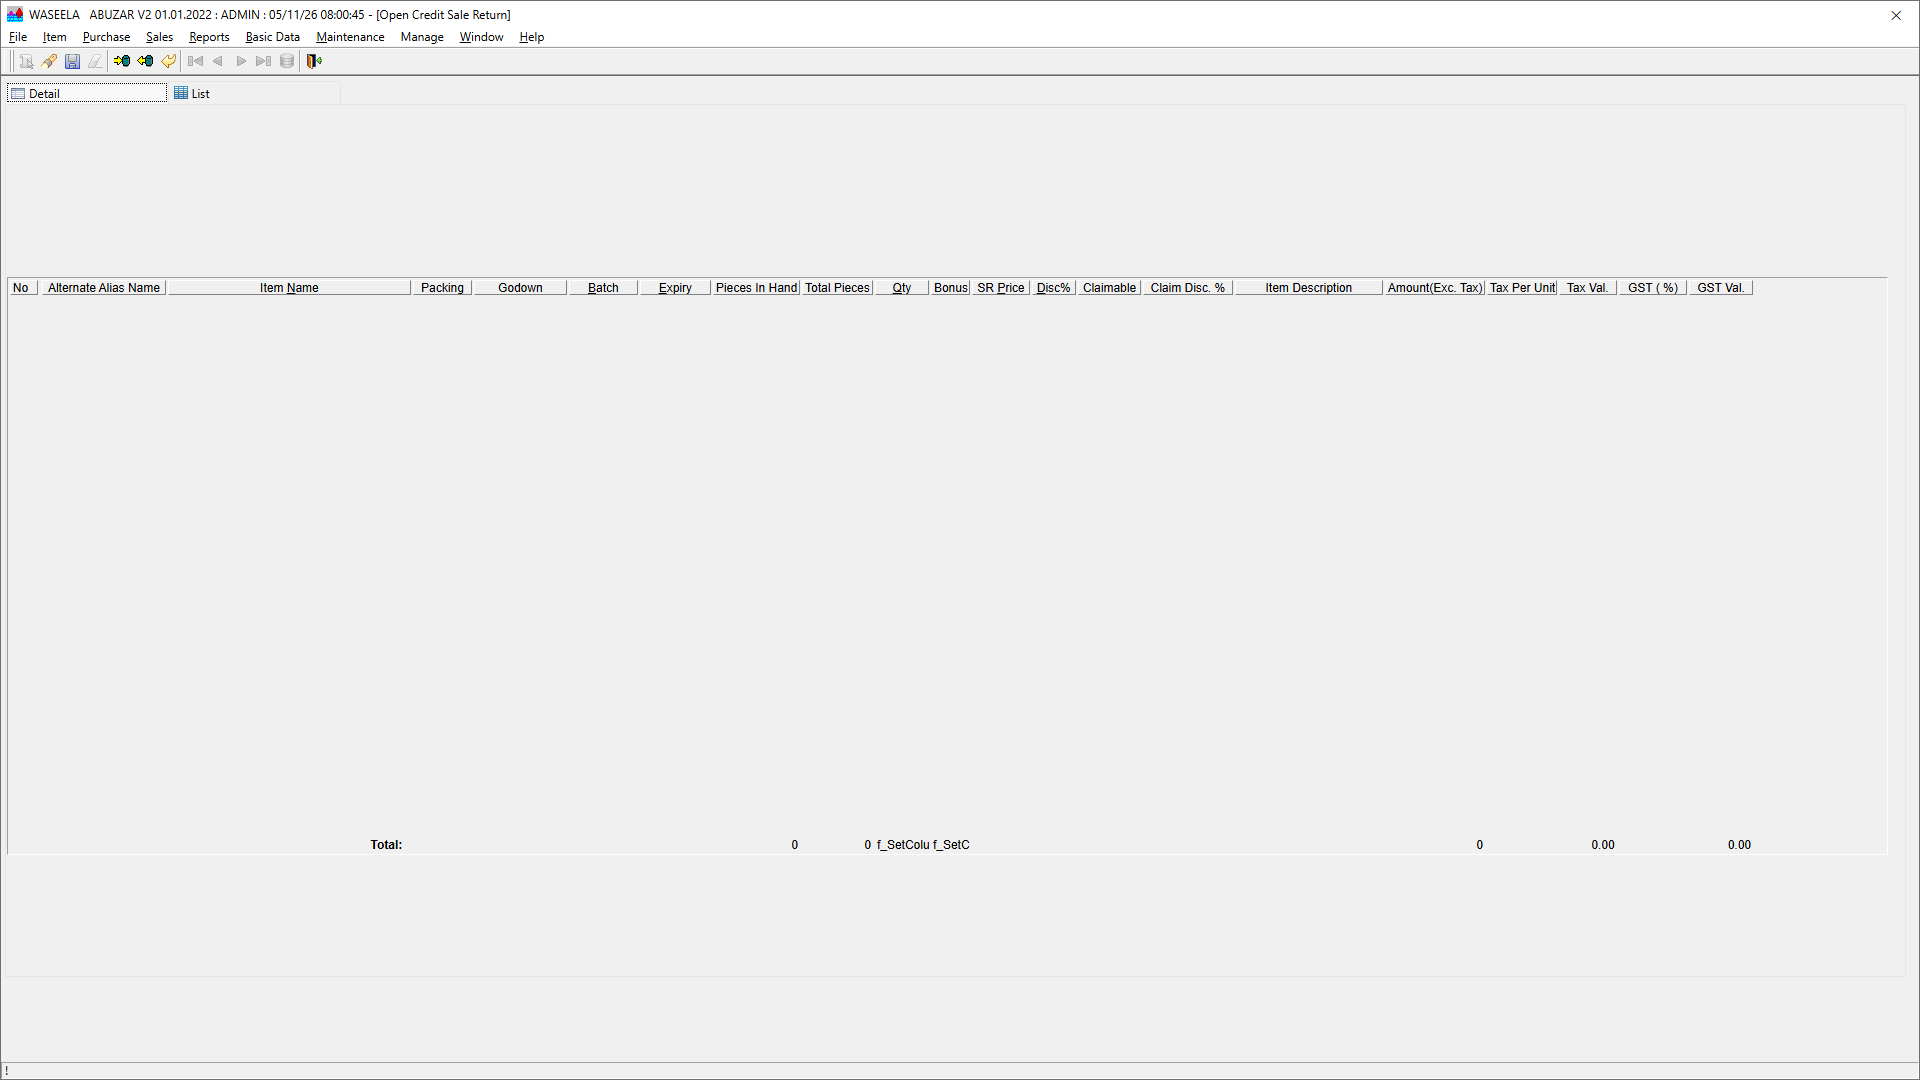 WASEELA ABUZAR V2 01.01.2022 : ADMIN : 05/11/26 08:00:45 - [Open Credit Sale Return]
File Item Purchase Sales Reports Basic Data Maintenance Manage Window Help
Detail List
No Alternate Alias Name Item Name Packing Godown Batch Expiry Pieces In Hand Total Pieces Qty Bonus SR Price Disc% Claimable Claim Disc. % Item Description Amount(Exc. Tax) Tax Per Unit Tax Val. GST ( %) GST Val.
Total: 0 0 f_SetColu f_SetC 0 0.00 0.00
!